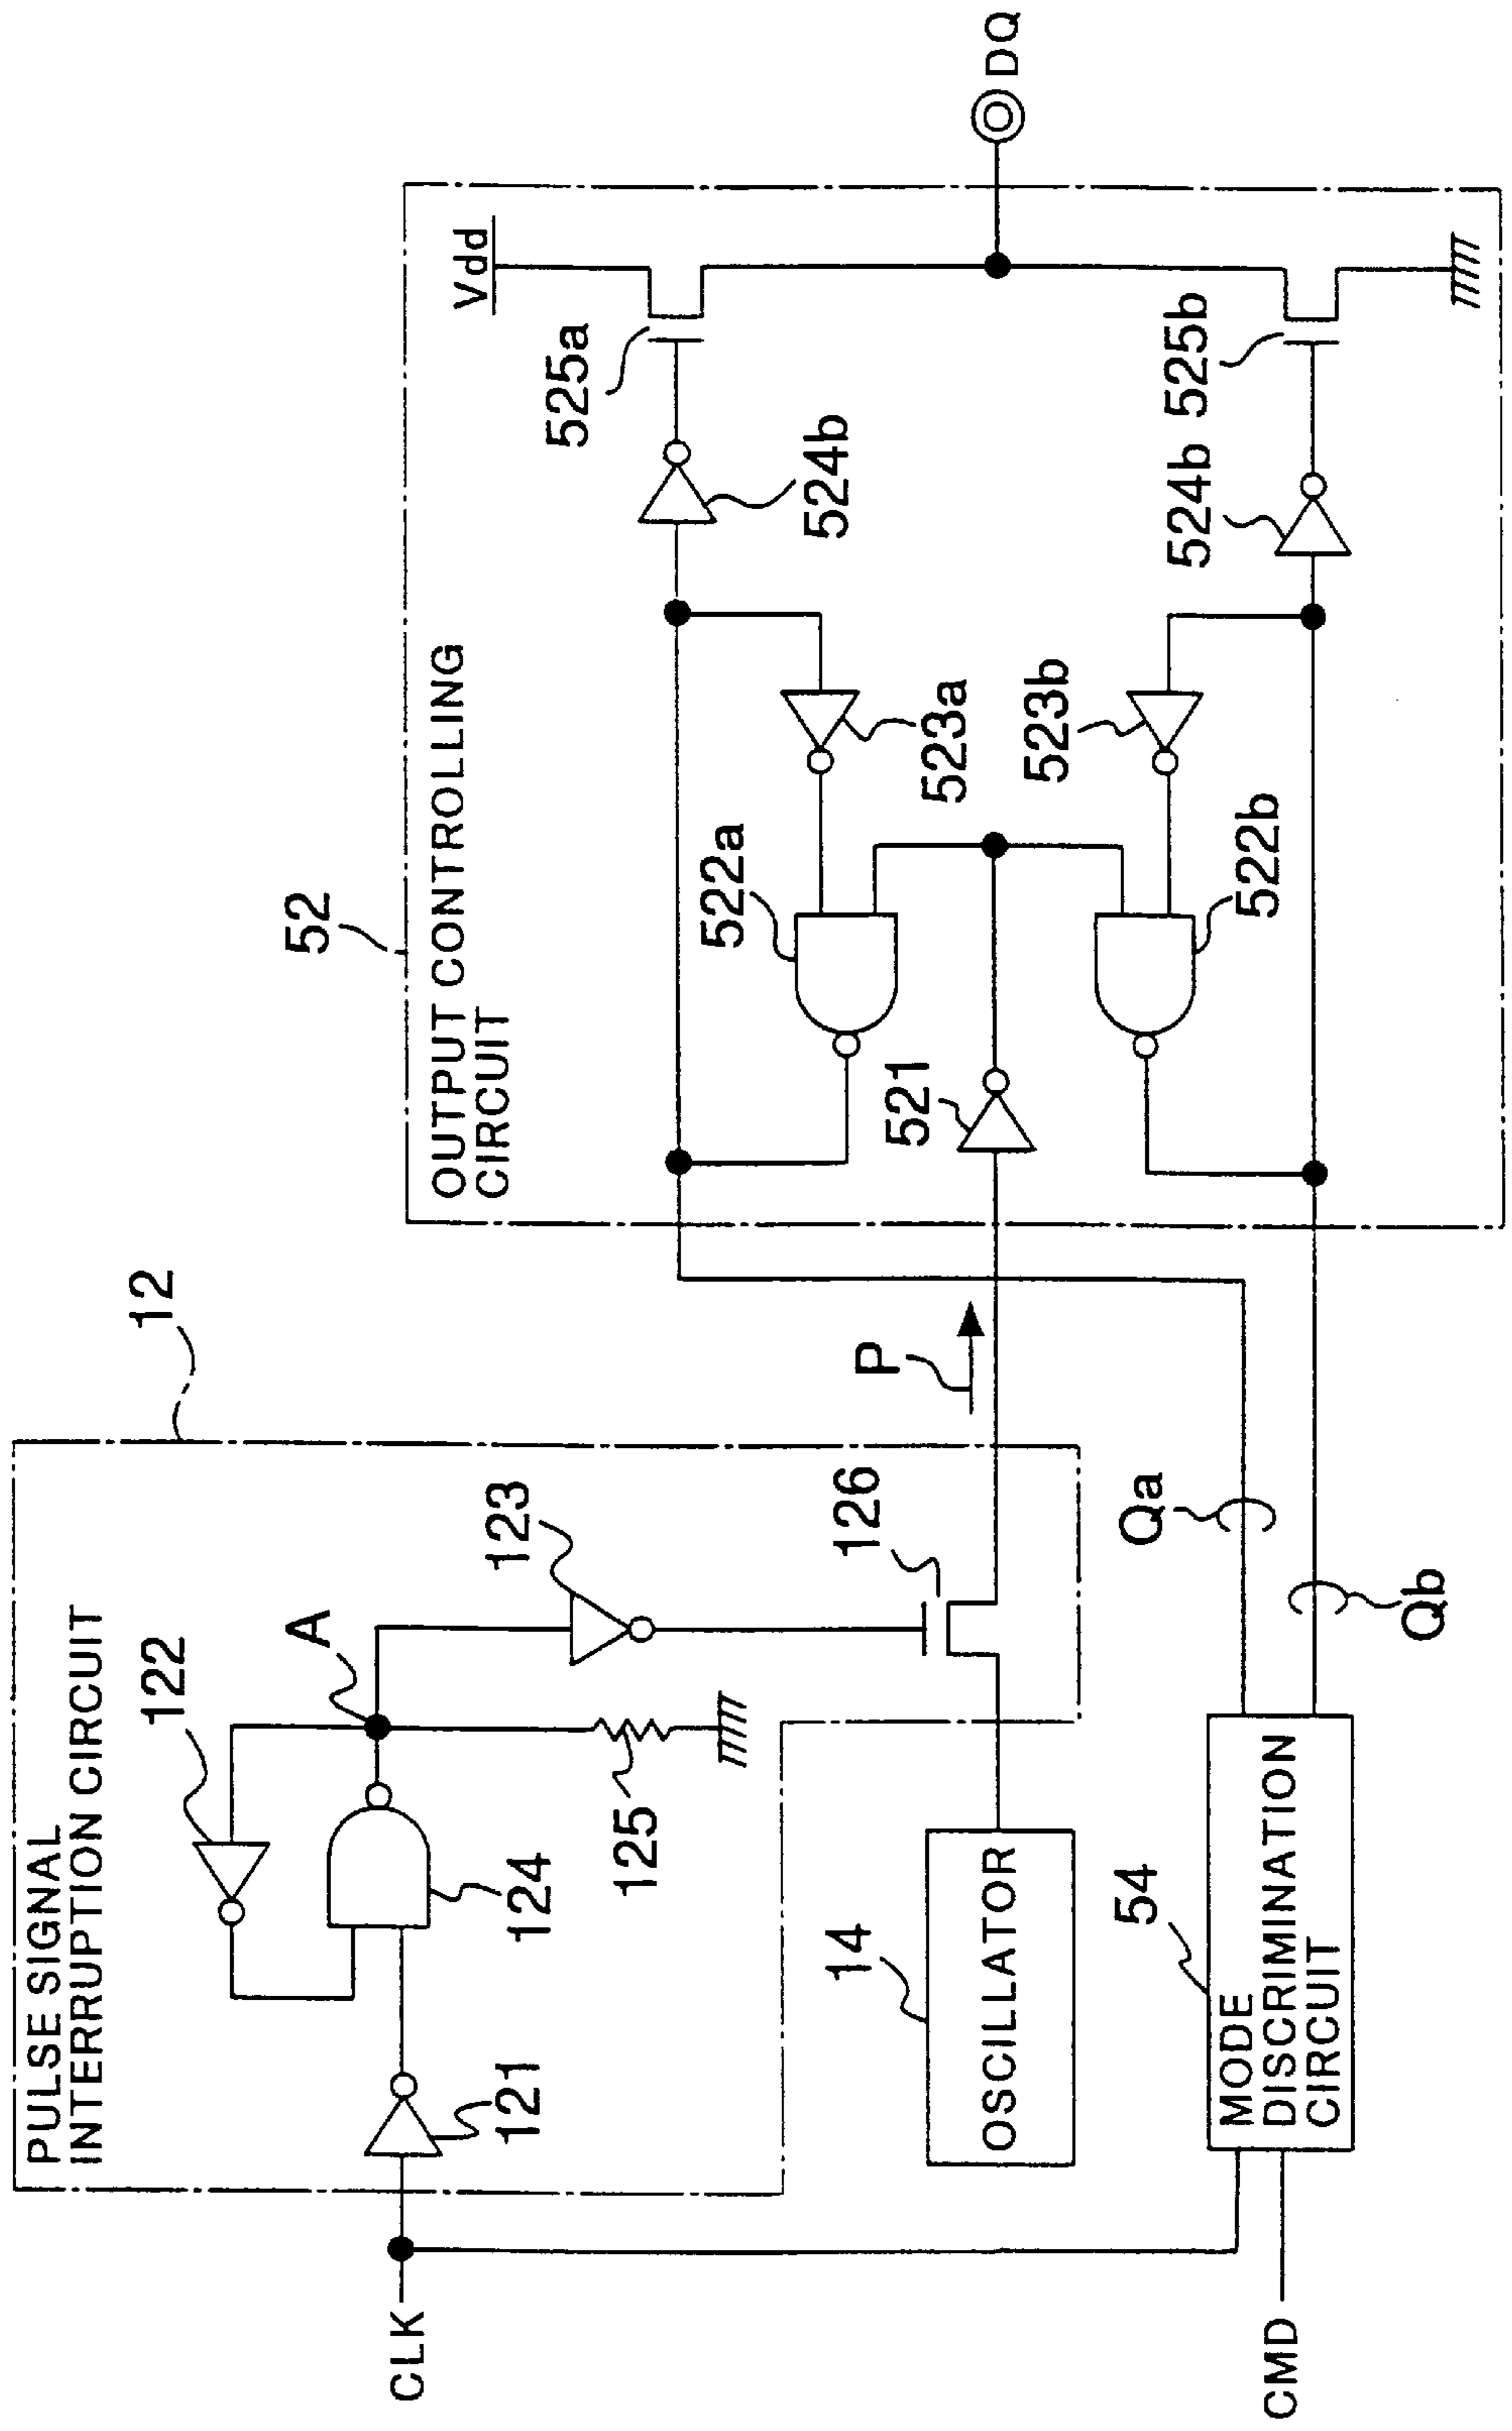 PULSE SIGNAL
INTERRUPTION CIRCUIT
12
122
A
123
124
125
121
CLK
126
14
OSCILLATOR
P
52
OUTPUT CONTROLLING
CIRCUIT
Vdd
525a
524b
523a
522a
521
522b
523b
524b
525b
DQ
Qa
Qb
54
MODE
DISCRIMINATION
CIRCUIT
CMD